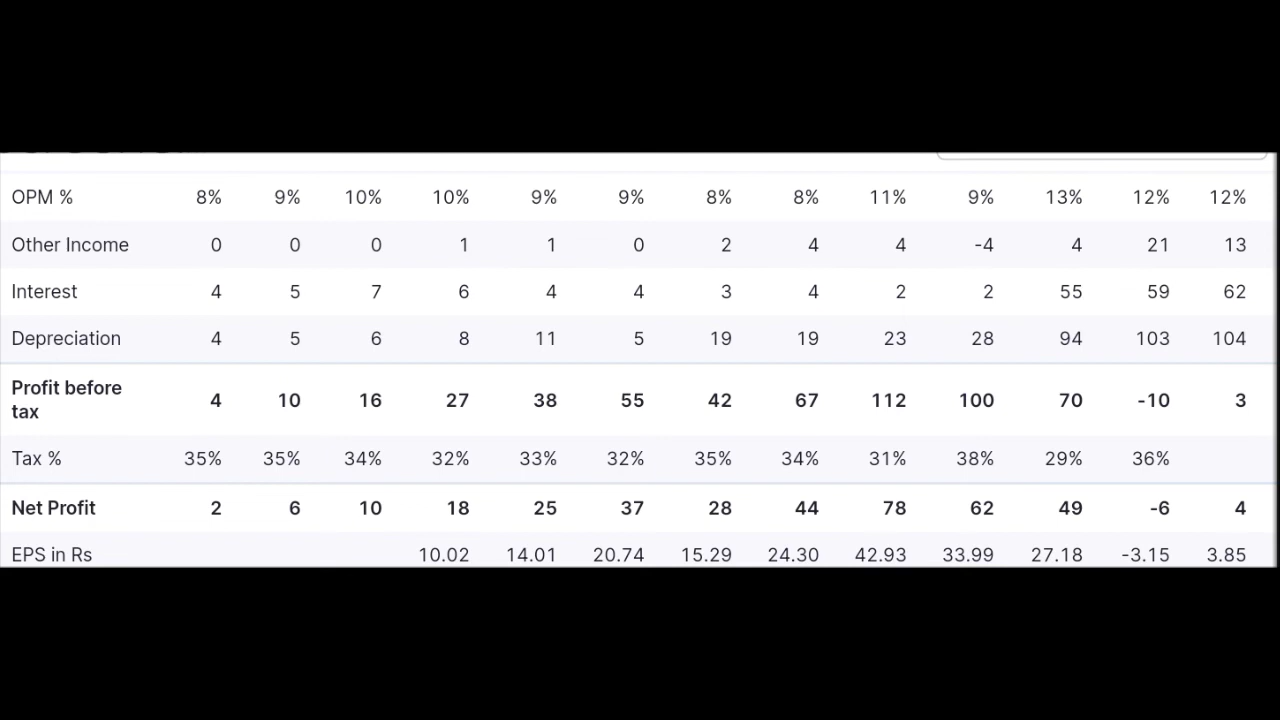 OPM % 8% 9% 10% 10% 9% 9% 8% 8% 11% 9% 13% 12% 12%
Other Income 0 0 0 1 1 0 2 4 4 -4 4 21 13
Interest 4 5 7 6 4 4 3 4 2 2 55 59 62
Depreciation 4 5 6 8 11 5 19 19 23 28 94 103 104
Profit before
tax 4 10 16 27 38 55 42 67 112 100 70 -10 3
Tax % 35% 35% 34% 32% 33% 32% 35% 34% 31% 38% 29% 36%
Net Profit 2 6 10 18 25 37 28 44 78 62 49 -6 4
EPS in Rs 10.02 14.01 20.74 15.29 24.30 42.93 33.99 27.18 -3.15 3.85